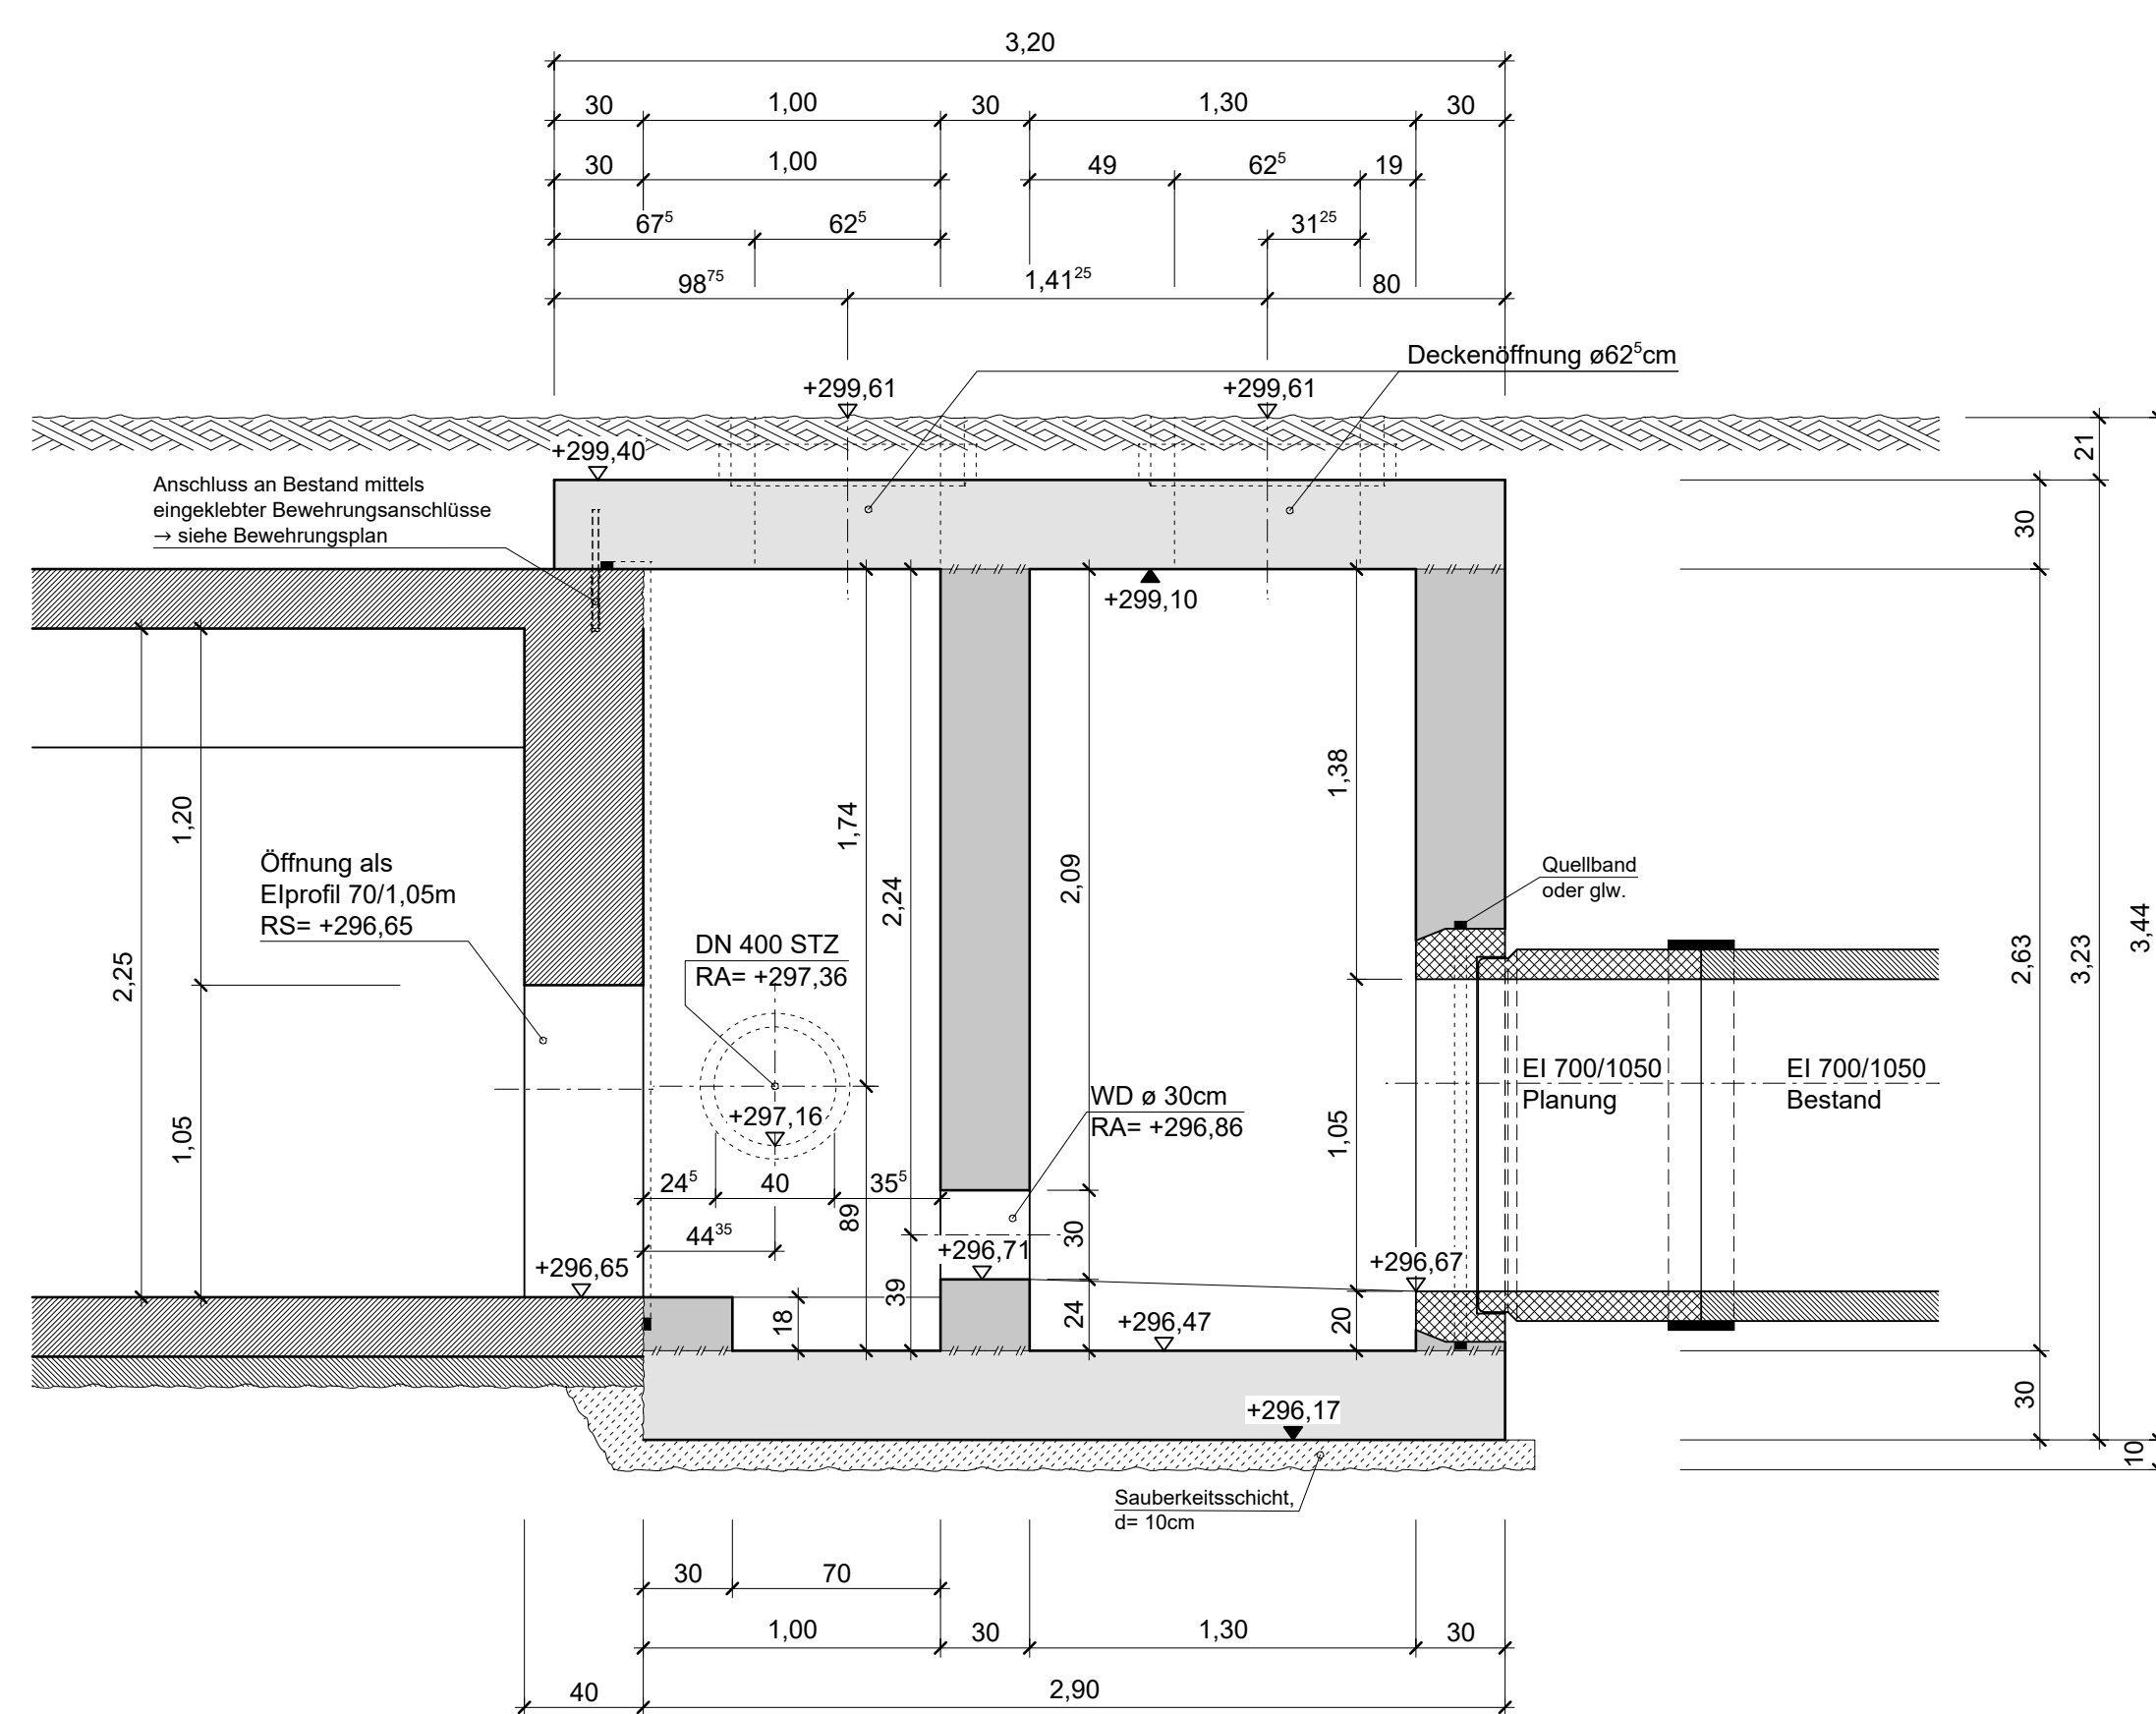 3,20
30 1,00 30 1,30 30
30 1,00 49 62⁵ 19
67⁵ 62⁵ 31²⁵
98⁷⁵ 1,41²⁵ 80
Deckenöffnung ø62⁵cm
+299,61 +299,61
+299,40
21
Anschluss an Bestand mittels
eingeklebter Bewehrungsanschlüsse
→ siehe Bewehrungsplan
30
+299,10
1,38
1,20
1,74
Öffnung als
EIprofil 70/1,05m
RS= +296,65
2,09
2,24
Quellband
oder glw.
DN 400 STZ
RA= +297,36
2,25
2,63
3,23
3,44
EI 700/1050
Planung
EI 700/1050
Bestand
WD ø 30cm
RA= +296,86
+297,16
1,05
1,05
24⁵ 40 35⁵
89
44³⁵
30
+296,71
+296,65
+296,67
39
18
24
+296,47
20
+296,17
30
10
Sauberkeitsschicht,
d= 10cm
30 70
1,00 30 1,30 30
40 2,90